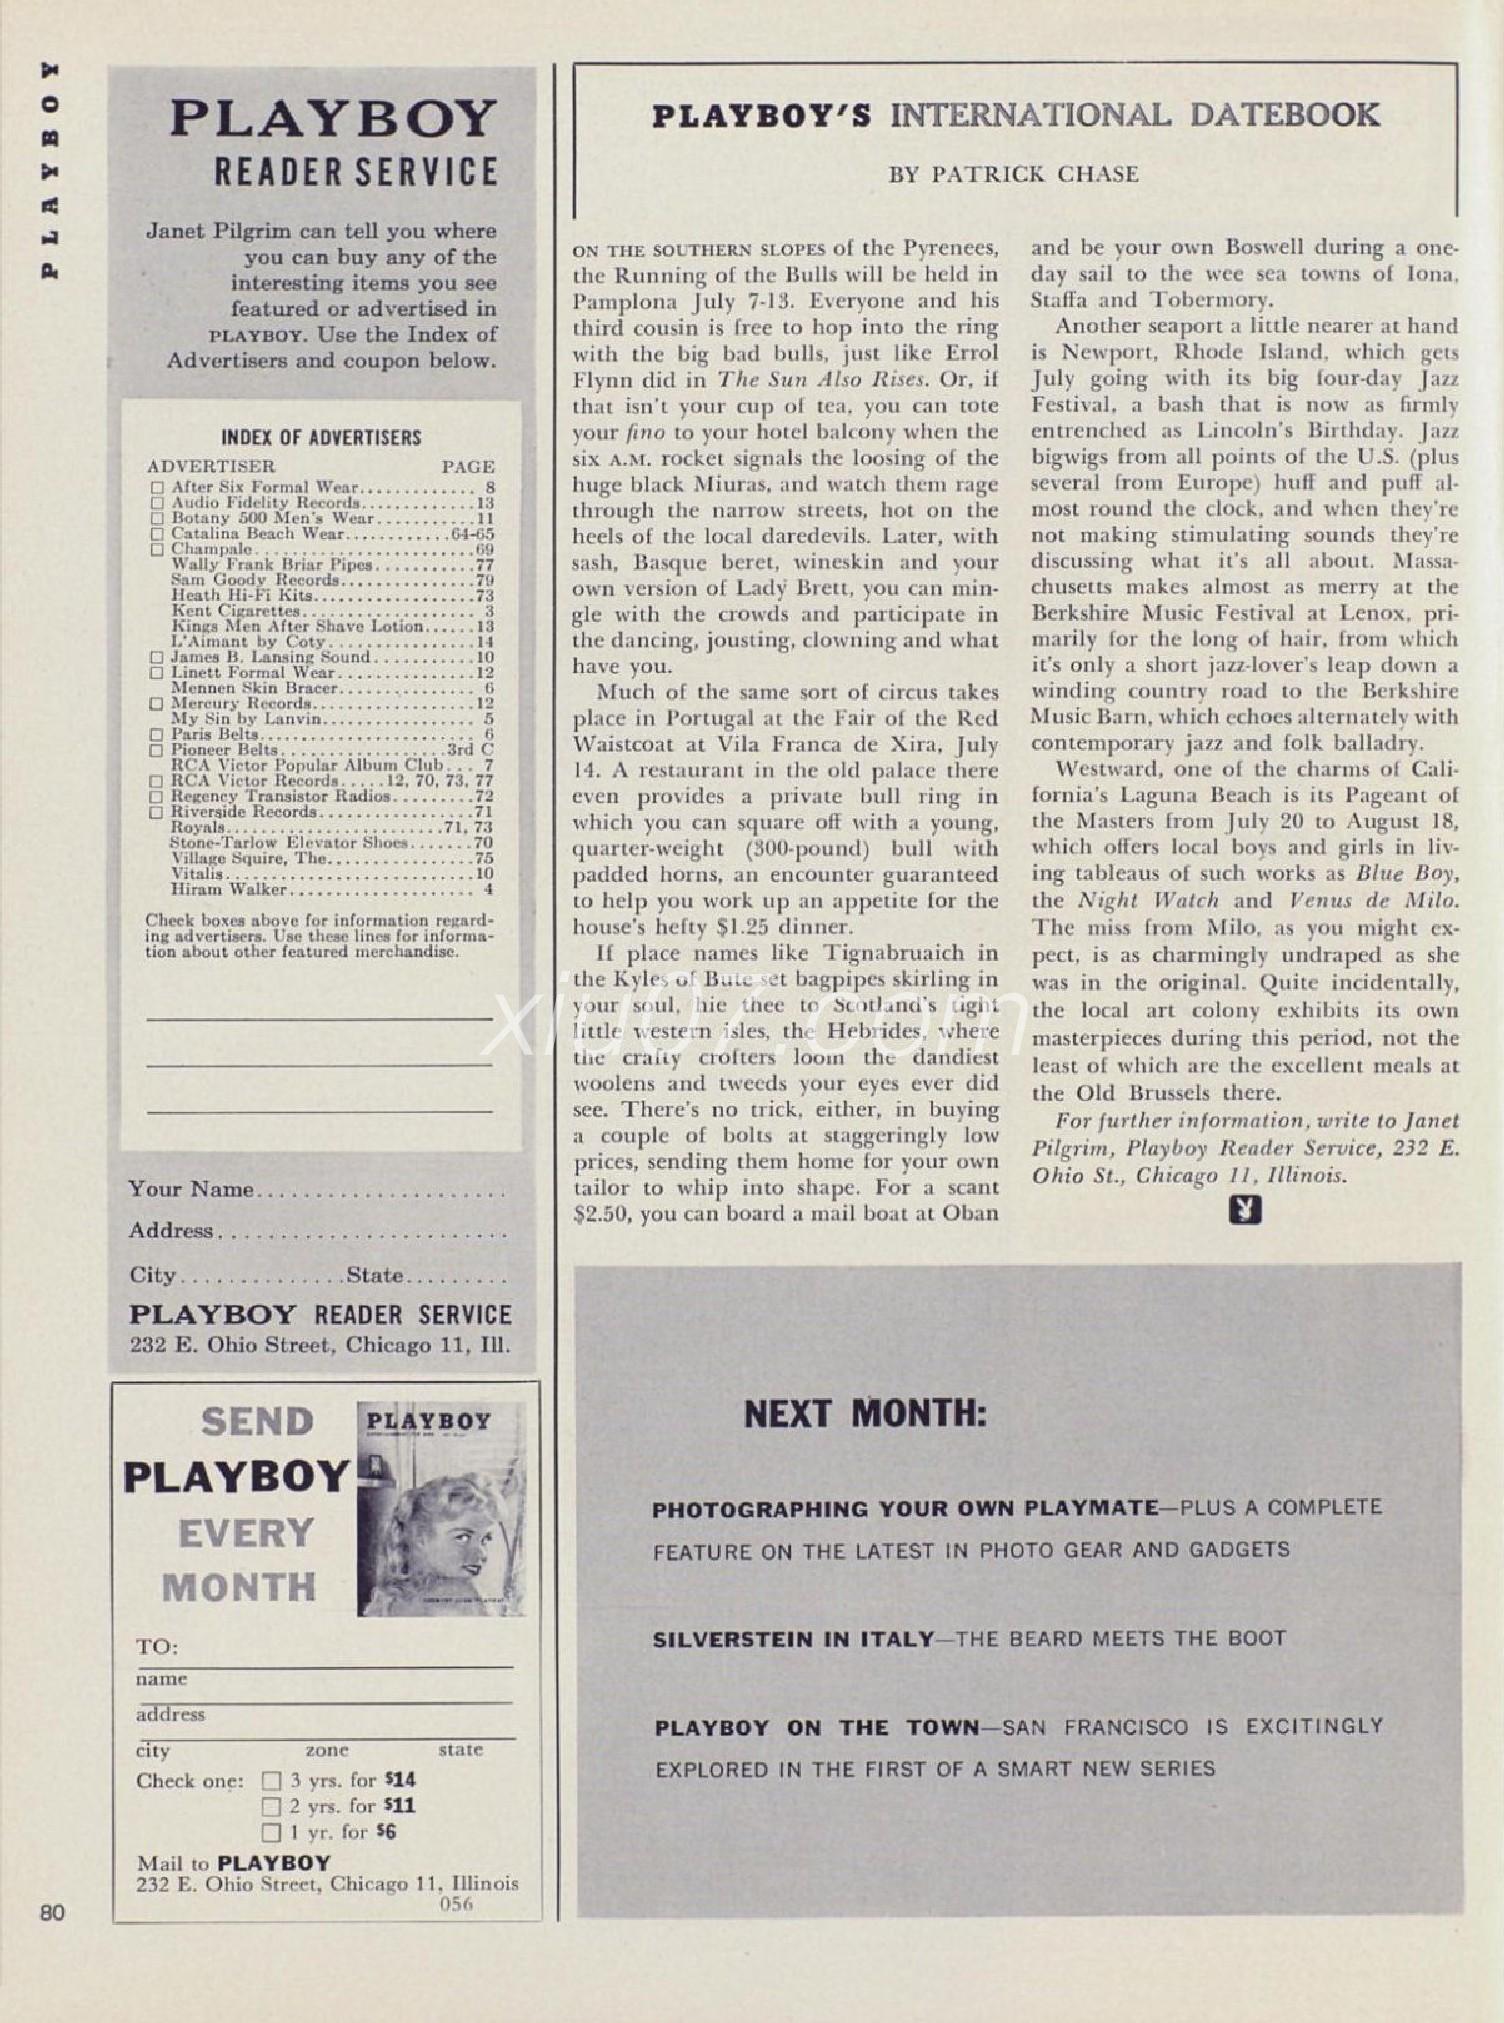 PLAYBOY
PLAYBOY
READER SERVICE
Janet Pilgrim can tell you where
you can buy any of the
interesting items you see
featured or advertised in
PLAYBOY. Use the Index of
Advertisers and coupon below.
INDEX OF ADVERTISERS
ADVERTISER PAGE
☐ After Six Formal Wear............. 8
☐ Audio Fidelity Records..............13
☐ Botany 500 Men's Wear............11
☐ Catalina Beach Wear............64-65
☐ Champale..........................69
Wally Frank Briar Pipes............77
Sam Goody Records................79
Heath Hi-Fi Kits...................73
Kent Cigarettes................... 3
Kings Men After Shave Lotion......13
L'Aimant by Coty.................14
☐ James B. Lansing Sound............10
☐ Linett Formal Wear................12
Mennen Skin Bracer............... 6
☐ Mercury Records...................12
My Sin by Lanvin................. 5
☐ Paris Belts........................ 6
☐ Pioneer Belts..................3rd C
RCA Victor Popular Album Club... 7
☐ RCA Victor Records.....12, 70, 73, 77
☐ Regency Transistor Radios.........72
☐ Riverside Records..................71
Royals........................71, 73
Stone-Tarlow Elevator Shoes.......70
Village Squire, The................75
Vitalis............................10
Hiram Walker.................... 4
Check boxes above for information regard-
ing advertisers. Use these lines for informa-
tion about other featured merchandise.
Your Name.....................
Address........................
City..............State.........
PLAYBOY READER SERVICE
232 E. Ohio Street, Chicago 11, Ill.
SEND
PLAYBOY
EVERY
MONTH
PLAYBOY
TO:
name
address
city zone state
Check one: ☐ 3 yrs. for $14
☐ 2 yrs. for $11
☐ 1 yr. for $6
Mail to PLAYBOY
232 E. Ohio Street, Chicago 11, Illinois
056
80
PLAYBOY'S INTERNATIONAL DATEBOOK
BY PATRICK CHASE
ON THE SOUTHERN SLOPES of the Pyrenees,
the Running of the Bulls will be held in
Pamplona July 7-13. Everyone and his
third cousin is free to hop into the ring
with the big bad bulls, just like Errol
Flynn did in The Sun Also Rises. Or, if
that isn't your cup of tea, you can tote
your fino to your hotel balcony when the
six A.M. rocket signals the loosing of the
huge black Miuras, and watch them rage
through the narrow streets, hot on the
heels of the local daredevils. Later, with
sash, Basque beret, wineskin and your
own version of Lady Brett, you can min-
gle with the crowds and participate in
the dancing, jousting, clowning and what
have you.
Much of the same sort of circus takes
place in Portugal at the Fair of the Red
Waistcoat at Vila Franca de Xira, July
14. A restaurant in the old palace there
even provides a private bull ring in
which you can square off with a young,
quarter-weight (300-pound) bull with
padded horns, an encounter guaranteed
to help you work up an appetite for the
house's hefty $1.25 dinner.
If place names like Tignabruaich in
the Kyles of Bute set bagpipes skirling in
your soul, hie thee to Scotland's tight
little western isles, the Hebrides, where
the crafty crofters loom the dandiest
woolens and tweeds your eyes ever did
see. There's no trick, either, in buying
a couple of bolts at staggeringly low
prices, sending them home for your own
tailor to whip into shape. For a scant
$2.50, you can board a mail boat at Oban
and be your own Boswell during a one-
day sail to the wee sea towns of Iona,
Staffa and Tobermory.
Another seaport a little nearer at hand
is Newport, Rhode Island, which gets
July going with its big four-day Jazz
Festival, a bash that is now as firmly
entrenched as Lincoln's Birthday. Jazz
bigwigs from all points of the U.S. (plus
several from Europe) huff and puff al-
most round the clock, and when they're
not making stimulating sounds they're
discussing what it's all about. Massa-
chusetts makes almost as merry at the
Berkshire Music Festival at Lenox, pri-
marily for the long of hair, from which
it's only a short jazz-lover's leap down a
winding country road to the Berkshire
Music Barn, which echoes alternately with
contemporary jazz and folk balladry.
Westward, one of the charms of Cali-
fornia's Laguna Beach is its Pageant of
the Masters from July 20 to August 18,
which offers local boys and girls in liv-
ing tableaus of such works as Blue Boy,
the Night Watch and Venus de Milo.
The miss from Milo, as you might ex-
pect, is as charmingly undraped as she
was in the original. Quite incidentally,
the local art colony exhibits its own
masterpieces during this period, not the
least of which are the excellent meals at
the Old Brussels there.
For further information, write to Janet
Pilgrim, Playboy Reader Service, 232 E.
Ohio St., Chicago 11, Illinois.
NEXT MONTH:
PHOTOGRAPHING YOUR OWN PLAYMATE—PLUS A COMPLETE
FEATURE ON THE LATEST IN PHOTO GEAR AND GADGETS
SILVERSTEIN IN ITALY—THE BEARD MEETS THE BOOT
PLAYBOY ON THE TOWN—SAN FRANCISCO IS EXCITINGLY
EXPLORED IN THE FIRST OF A SMART NEW SERIES